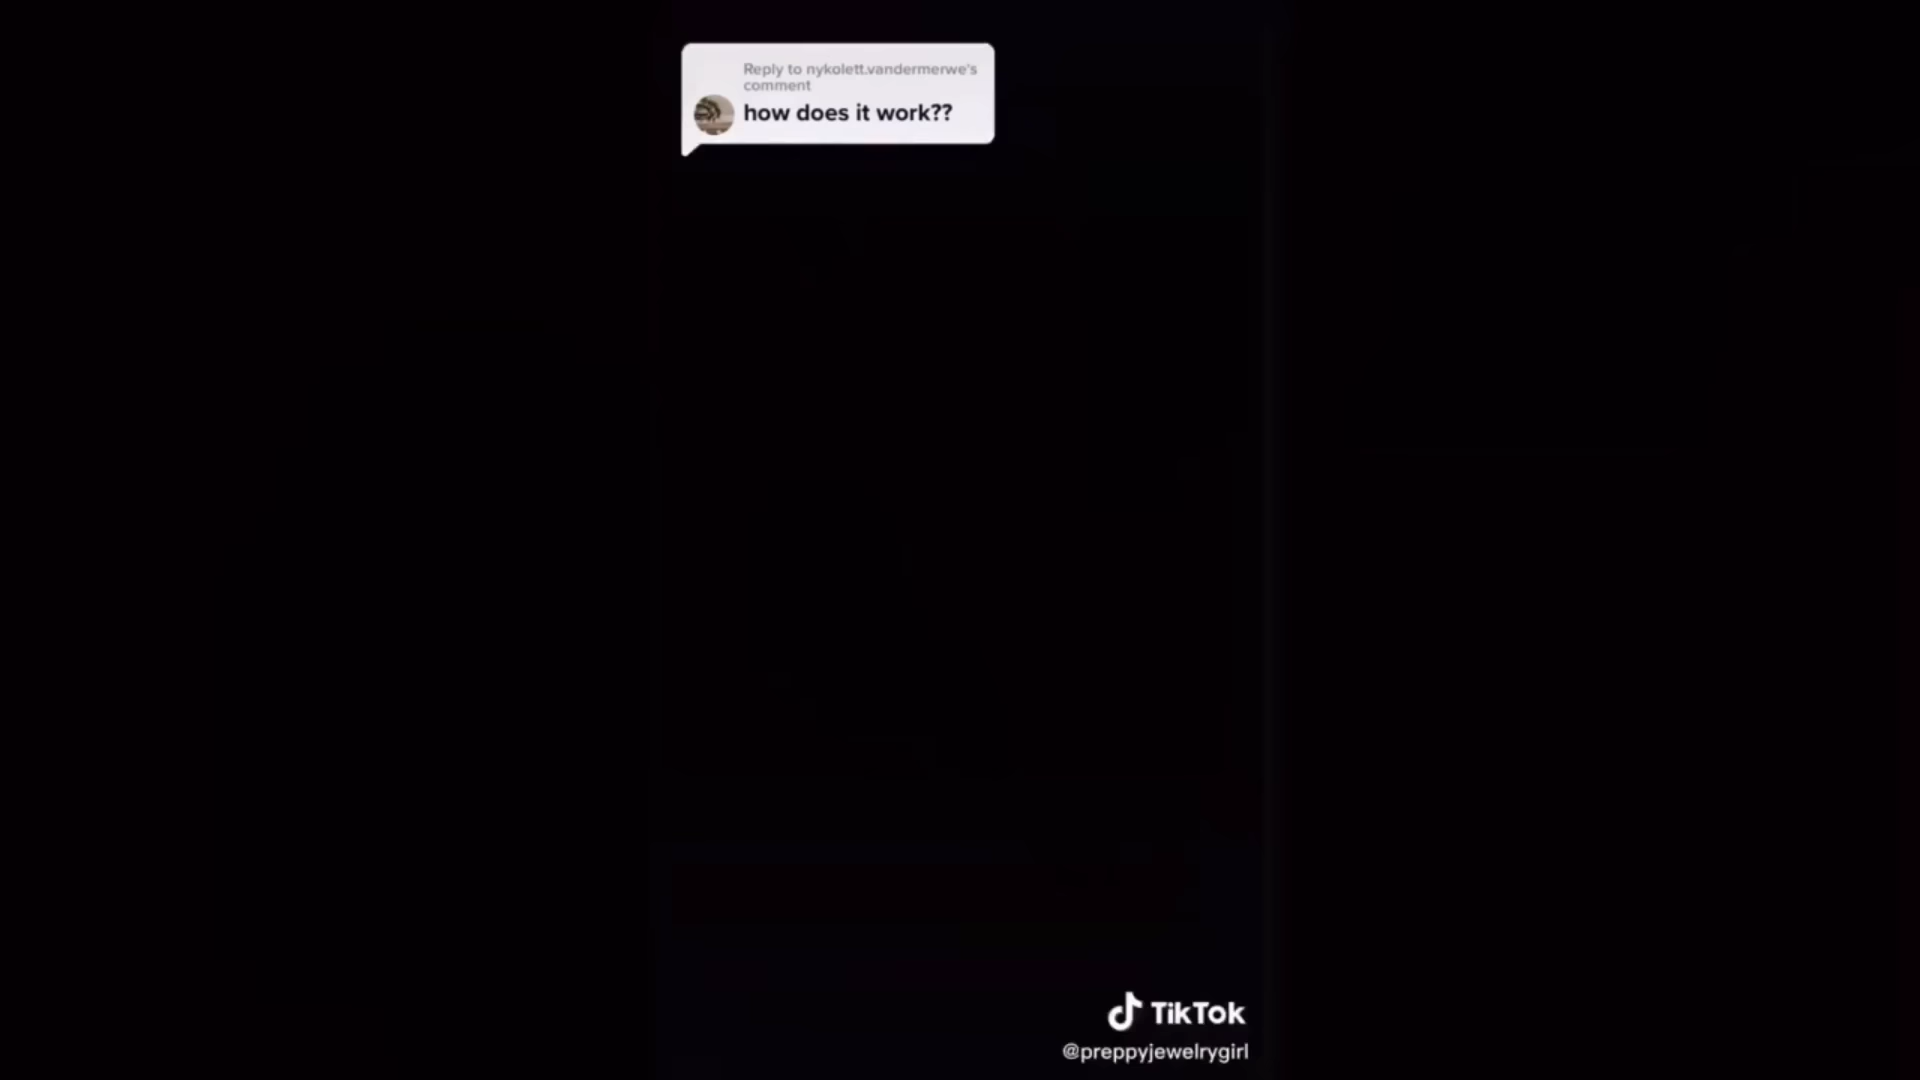 Reply to nykolett.vandermerwe's
comment
how does it work??
TikTok
@preppyjewelrygirl